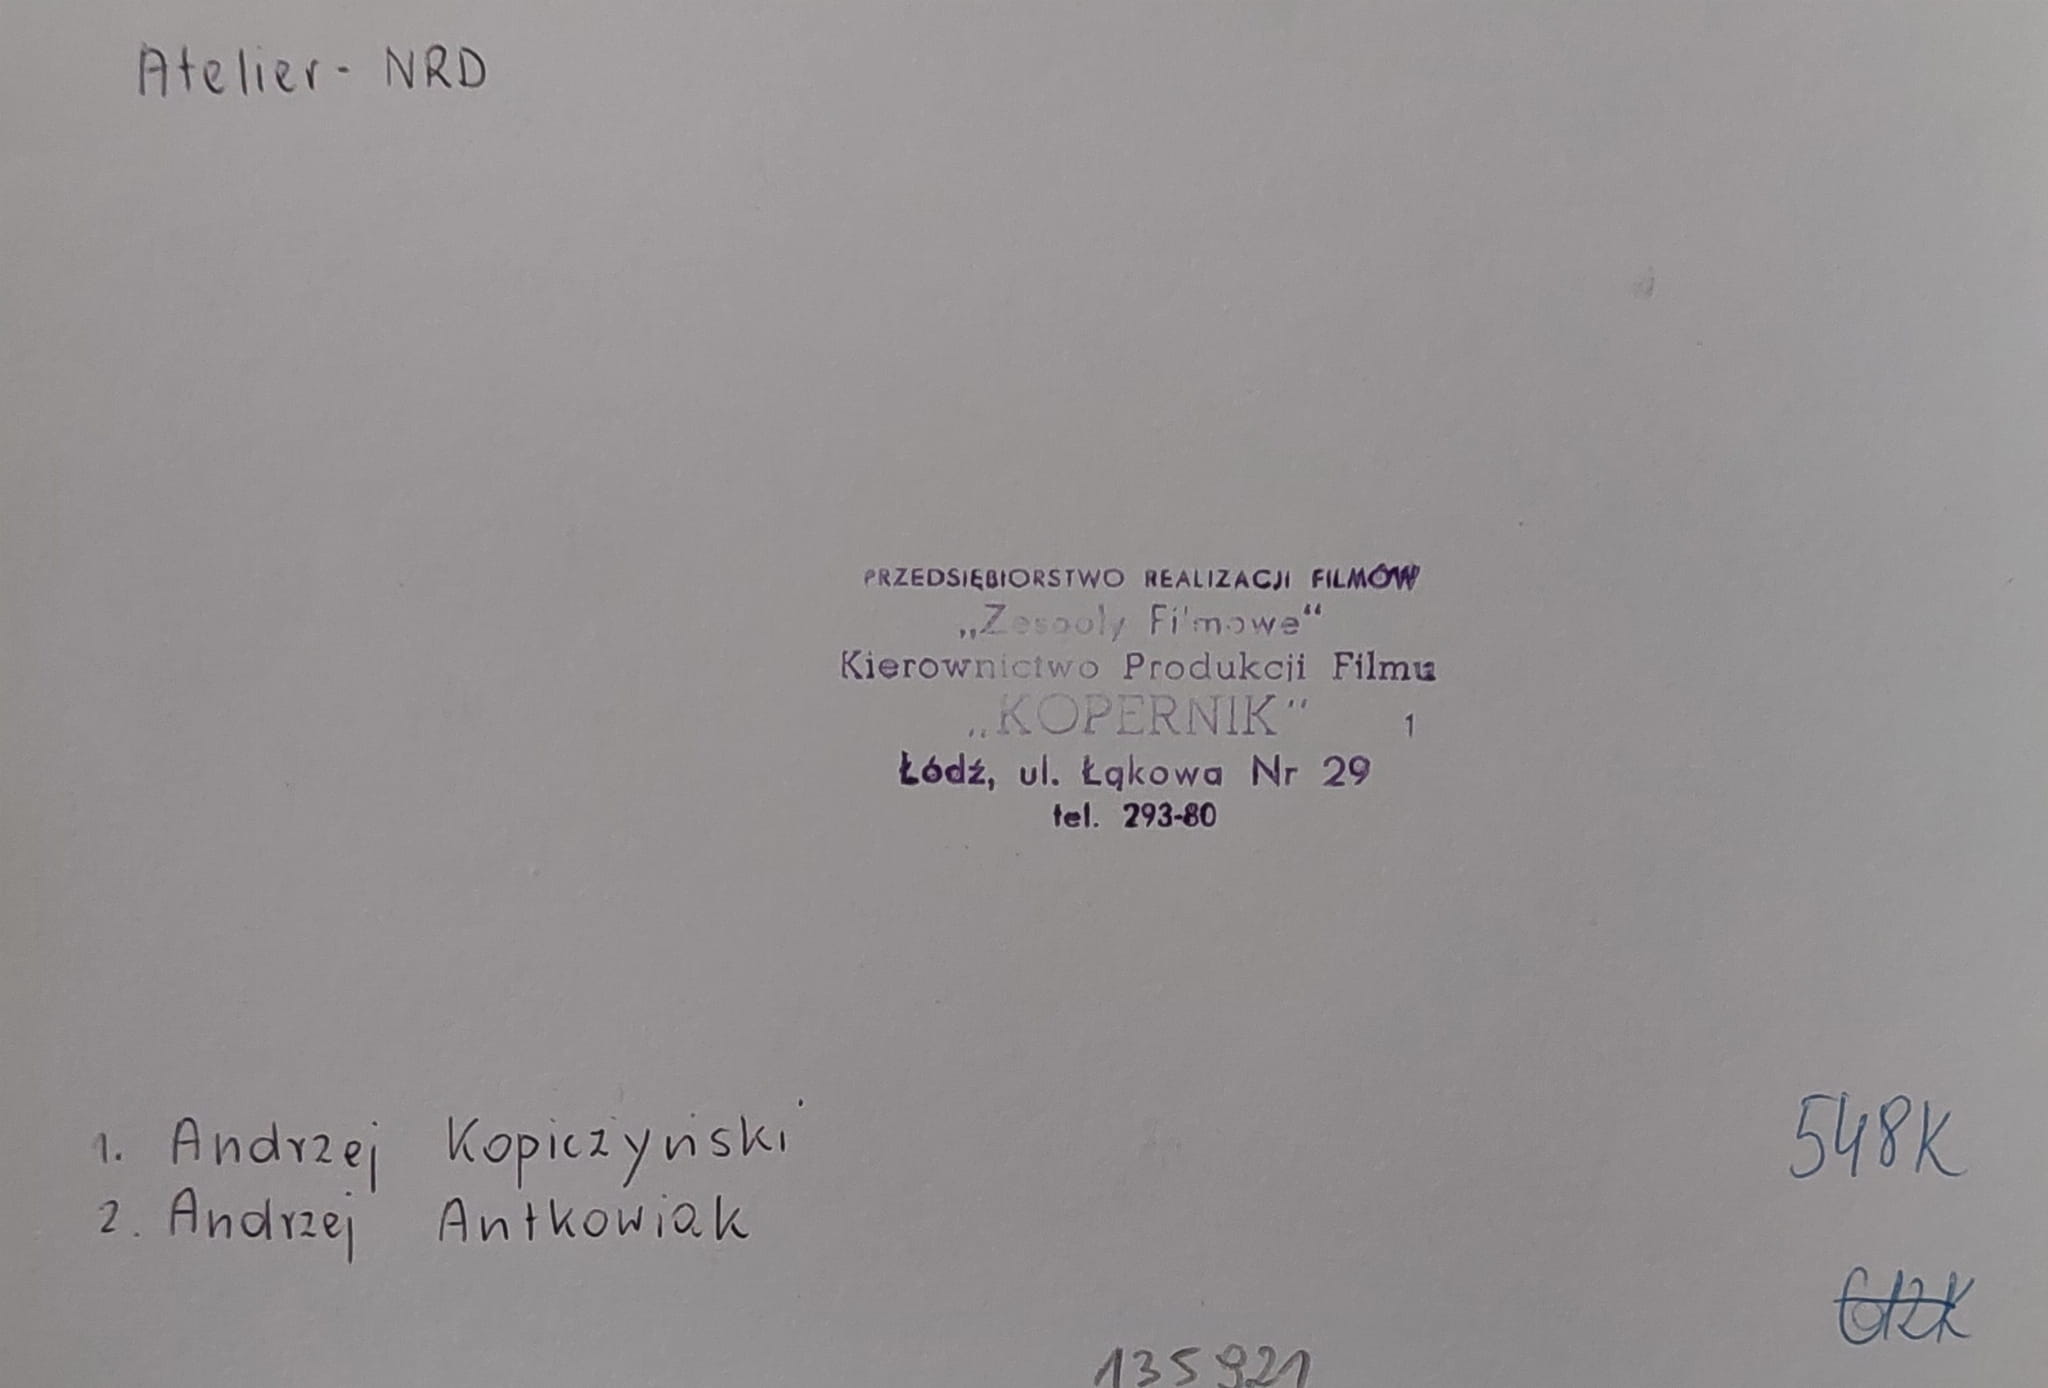 Atelier - NRD
PRZEDSIĘBIORSTWO REALIZACJI FILMÓW
„Zespoły Filmowe“
Kierownictwo Produkcji Filmu
„KOPERNIK” 1
Łódź, ul. Łąkowa Nr 29
tel. 293-80
1. Andrzej Kopiczyński
2. Andrzej Antkowiak
548K
612K
135921